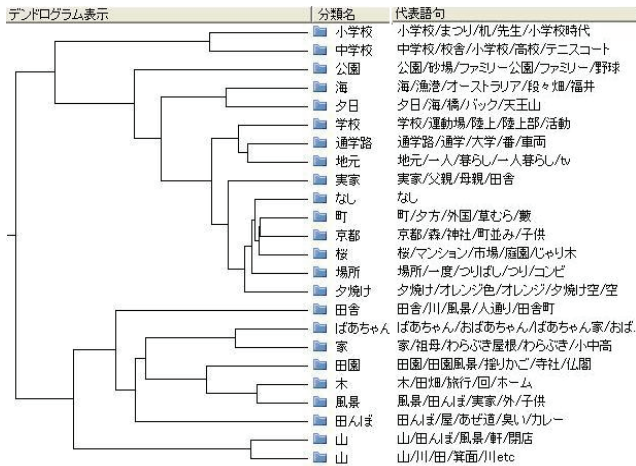 デンドログラム表示 分類名 代表語句
小学校 小学校/まつり/机/先生/小学校時代
中学校 中学校/校舎/小学校/高校/テニスコート
公園 公園/砂場/ファミリー公園/ファミリー/野球
海 海/漁港/オーストラリア/段々畑/福井
夕日 夕日/海/橋/バック/天王山
学校 学校/運動場/陸上/陸上部/活動
通学路 通学路/通学/大学/番/車両
地元 地元/一人/暮らし/一人暮らし/tv
実家 実家/父親/母親/田舎
なし なし
町 町/夕方/外国/草むら/藪
京都 京都/森/神社/町並み/子供
桜 桜/マンション/市場/庭園/じゃり木
場所 場所/一度/つりばし/つり/コンビ
夕焼け 夕焼け/オレンジ色/オレンジ/夕焼け空/空
田舎 田舎/川/風景/人通り/田舎町
ばあちゃん ばあちゃん/おばあちゃん/ばあちゃん家/おば.
家 家/祖母/わらぶき屋根/わらぶき/小中高
田園 田園/田園風景/揺りかご/寺社/仏閣
木 木/田畑/旅行/回/ホーム
風景 風景/田んぼ/実家/外/子供
田んぼ 田んぼ/屋/あぜ道/臭い/カレー
山 山/田んぼ/風景/軒/閉店
山 山/川/田/箕面/川etc